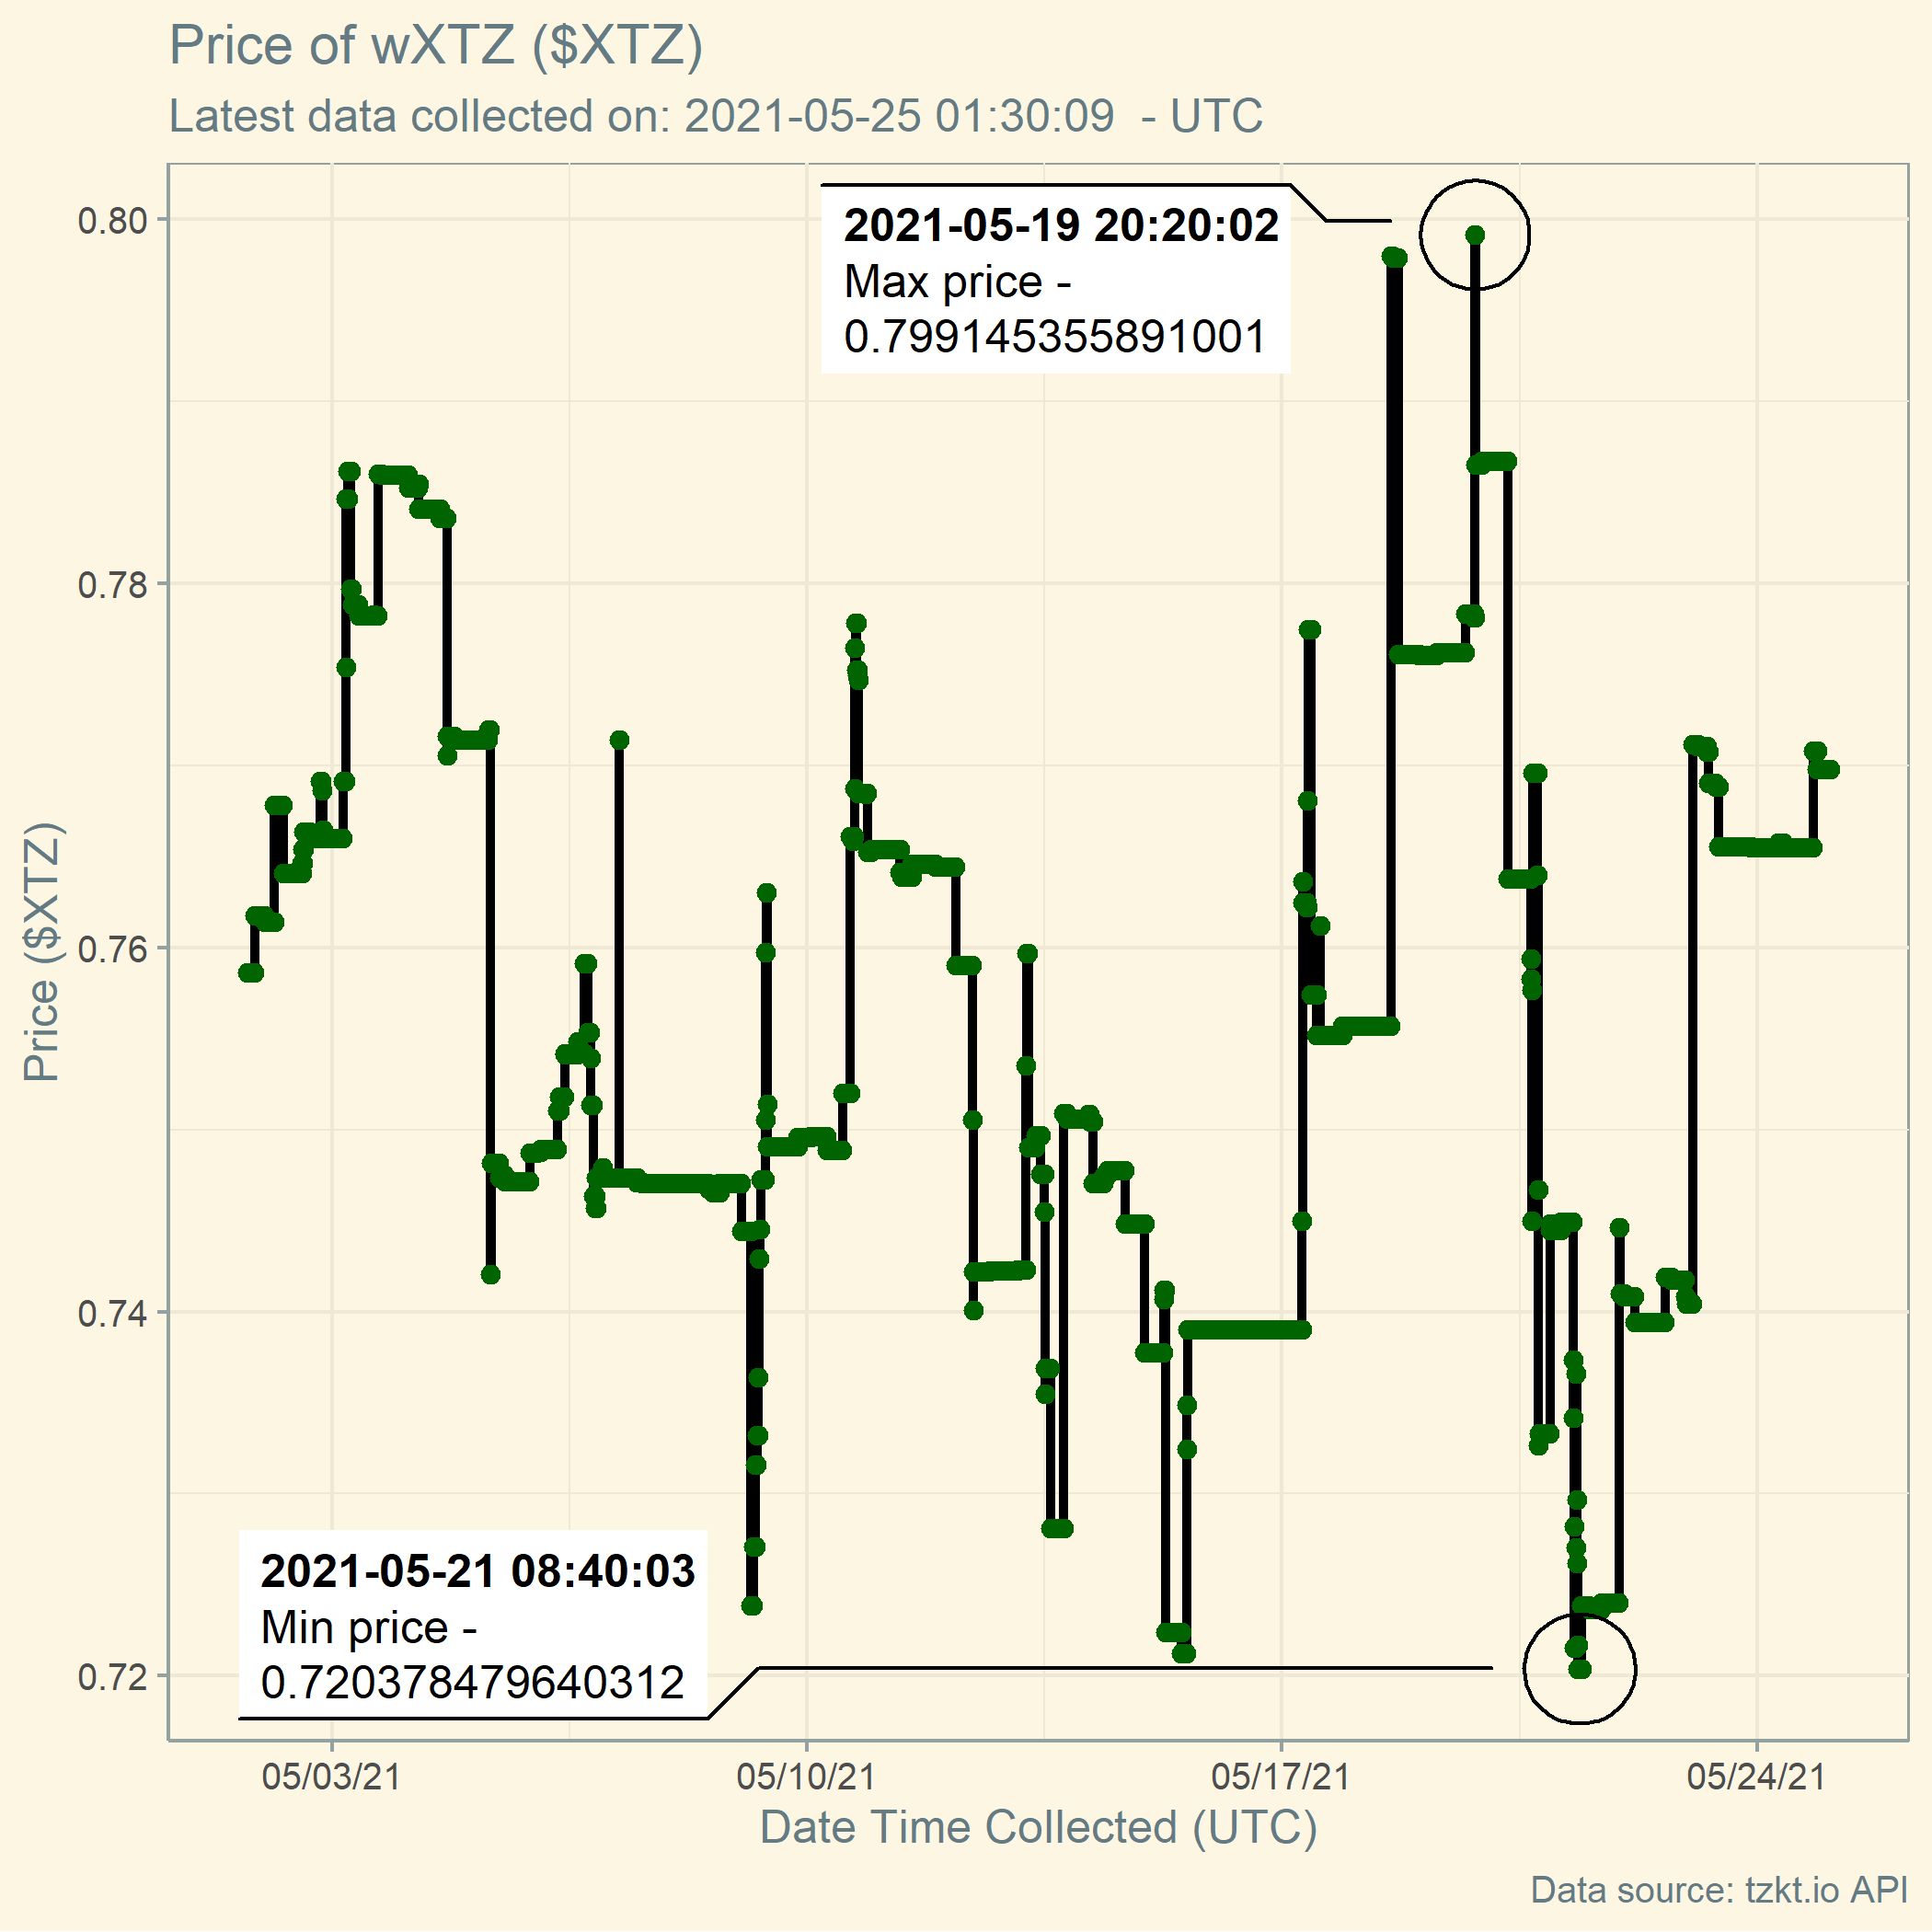 Price of wXTZ ($XTZ)
Latest data collected on: 2021-05-25 01:30:09  - UTC
0.80
0.78
0.76
0.74
0.72
Price ($XTZ)
2021-05-19 20:20:02
Max price -
0.799145355891001
2021-05-21 08:40:03
Min price -
0.720378479640312
05/03/21
05/10/21
05/17/21
05/24/21
Date Time Collected (UTC)
Data source: tzkt.io API